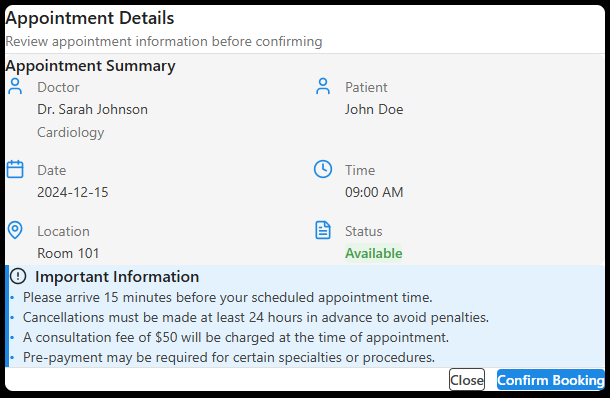 Appointment Details
Review appointment information before confirming
Appointment Summary
Doctor
Dr. Sarah Johnson
Cardiology
Patient
John Doe
Date
2024-12-15
Time
09:00 AM
Location
Room 101
Status
Available
Important Information
• Please arrive 15 minutes before your scheduled appointment time.
• Cancellations must be made at least 24 hours in advance to avoid penalties.
• A consultation fee of $50 will be charged at the time of appointment.
• Pre-payment may be required for certain specialties or procedures.
Close
Confirm Booking